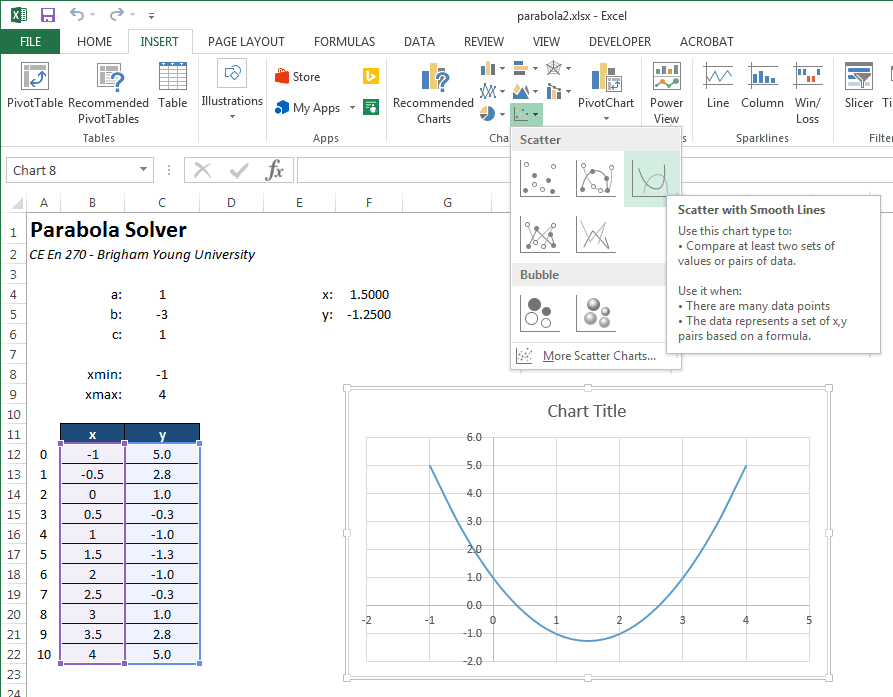 parabola2.xlsx - Excel
FILE HOME INSERT PAGE LAYOUT FORMULAS DATA REVIEW VIEW DEVELOPER ACROBAT
PivotTable Recommended PivotTables Table Illustrations Store My Apps Recommended Charts PivotChart Power View Line Column Win/ Loss Slicer
Tables Apps Sparklines
Scatter
Chart 8 fx
Scatter with Smooth Lines
Use this chart type to:
• Compare at least two sets of
values or pairs of data.
Use it when:
• There are many data points
• The data represents a set of x,y
pairs based on a formula.
Bubble
More Scatter Charts...
A B C D E F G
1 Parabola Solver
2 CE En 270 - Brigham Young University
3
4 a: 1 x: 1.5000
5 b: -3 y: -1.2500
6 c: 1
7
8 xmin: -1
9 xmax: 4
10
11 x y
12 0 -1 5.0
13 1 -0.5 2.8
14 2 0 1.0
15 3 0.5 -0.3
16 4 1 -1.0
17 5 1.5 -1.3
18 6 2 -1.0
19 7 2.5 -0.3
20 8 3 1.0
21 9 3.5 2.8
22 10 4 5.0
23
24
Chart Title
6.0
5.0
4.0
3.0
2.0
1.0
0.0
-2 -1 0 1 2 3 4 5
-1.0
-2.0